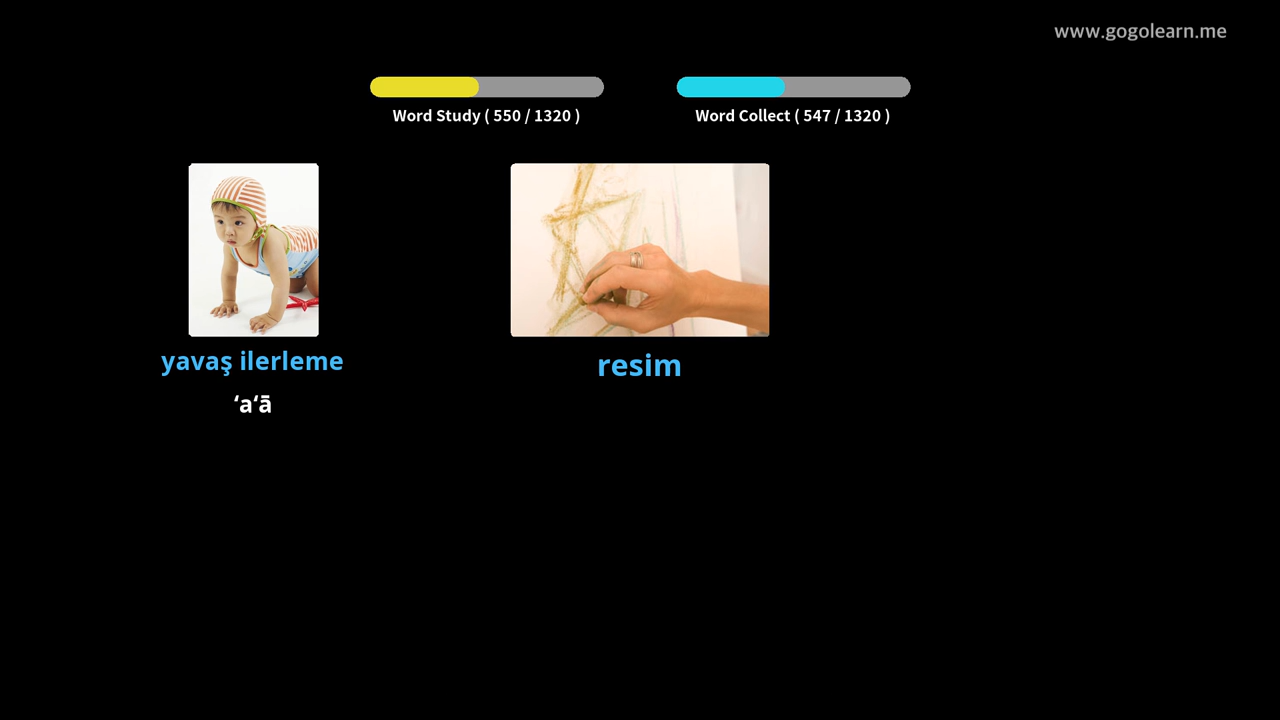 www.gogolearn.me
Word Study ( 550 / 1320 )
Word Collect ( 547 / 1320 )
yavaş ilerleme
ʻaʻā
resim